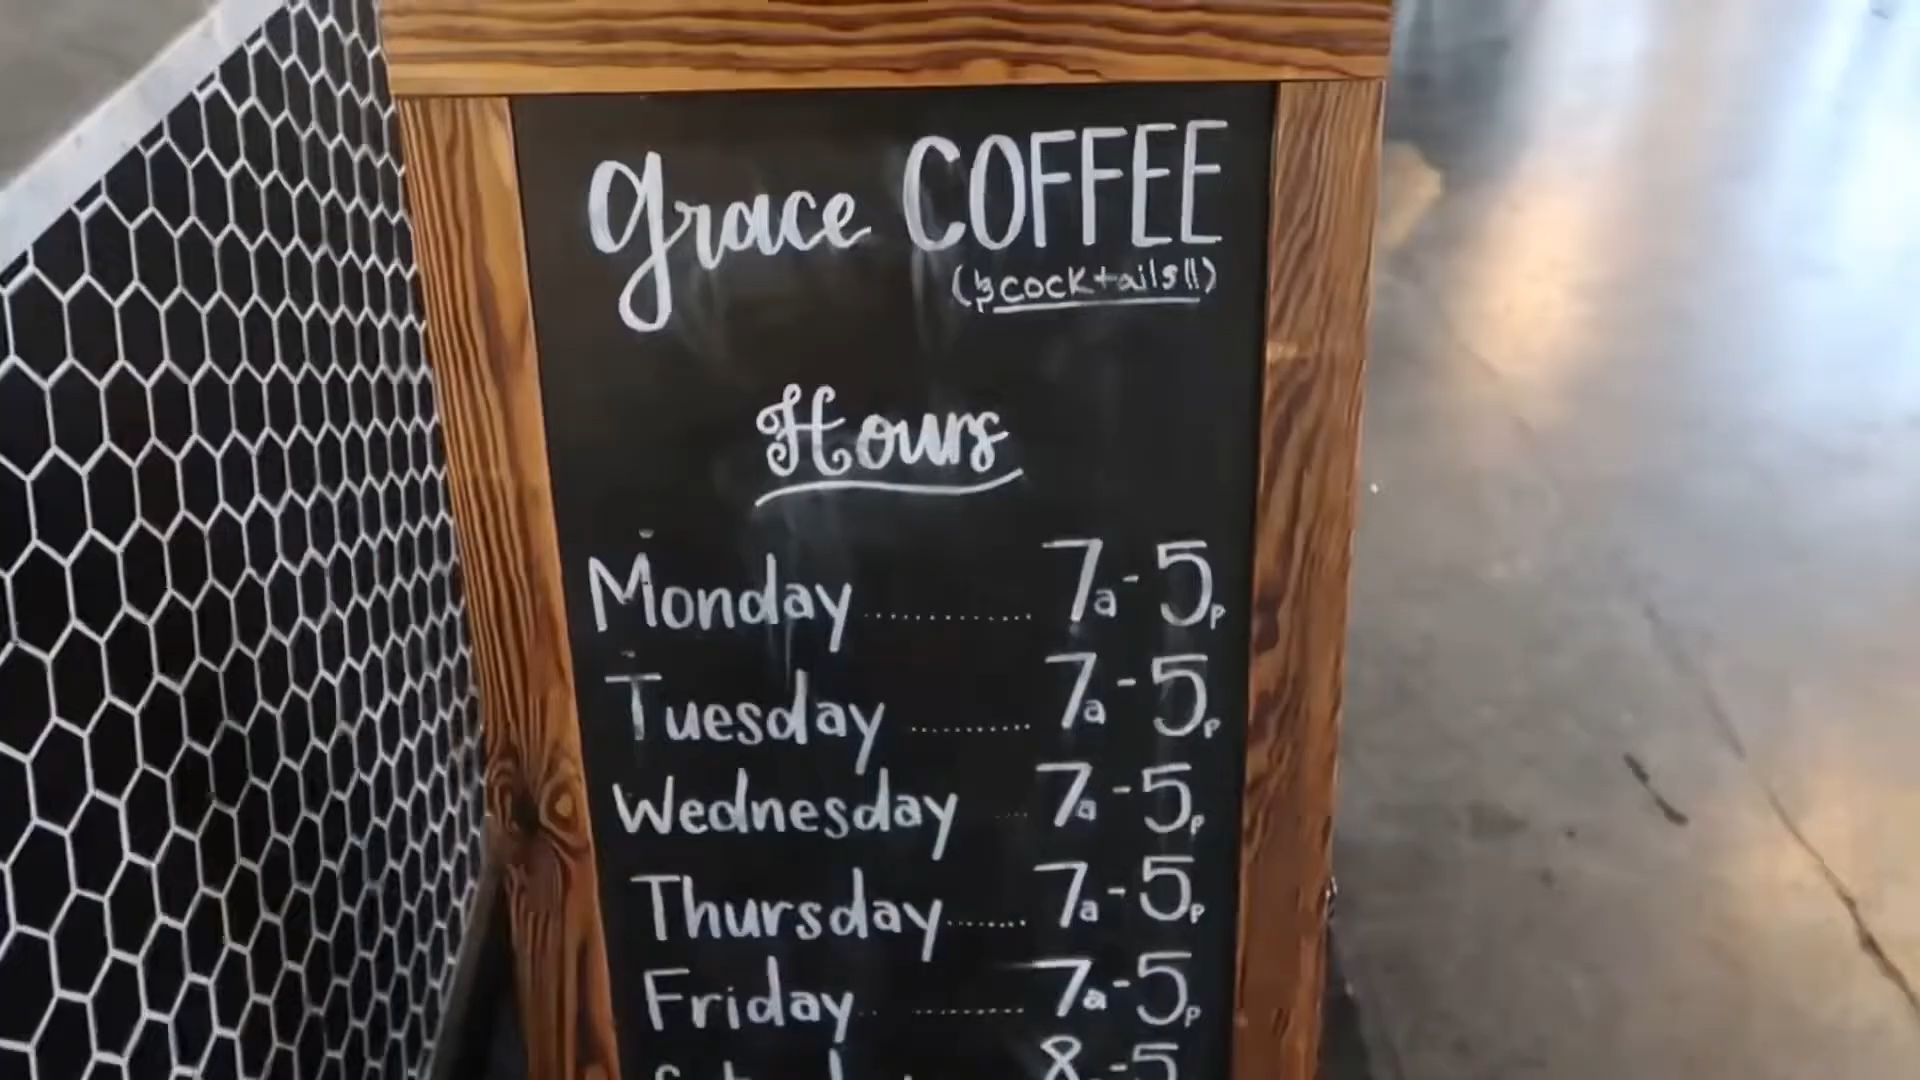 Grace COFFEE
(& cocktails!!)
Hours
Monday ............ 7a-5p
Tuesday .......... 7a-5p
Wednesday .... 7a-5p
Thursday....... 7a-5p
Friday.. .......... 7a-5p